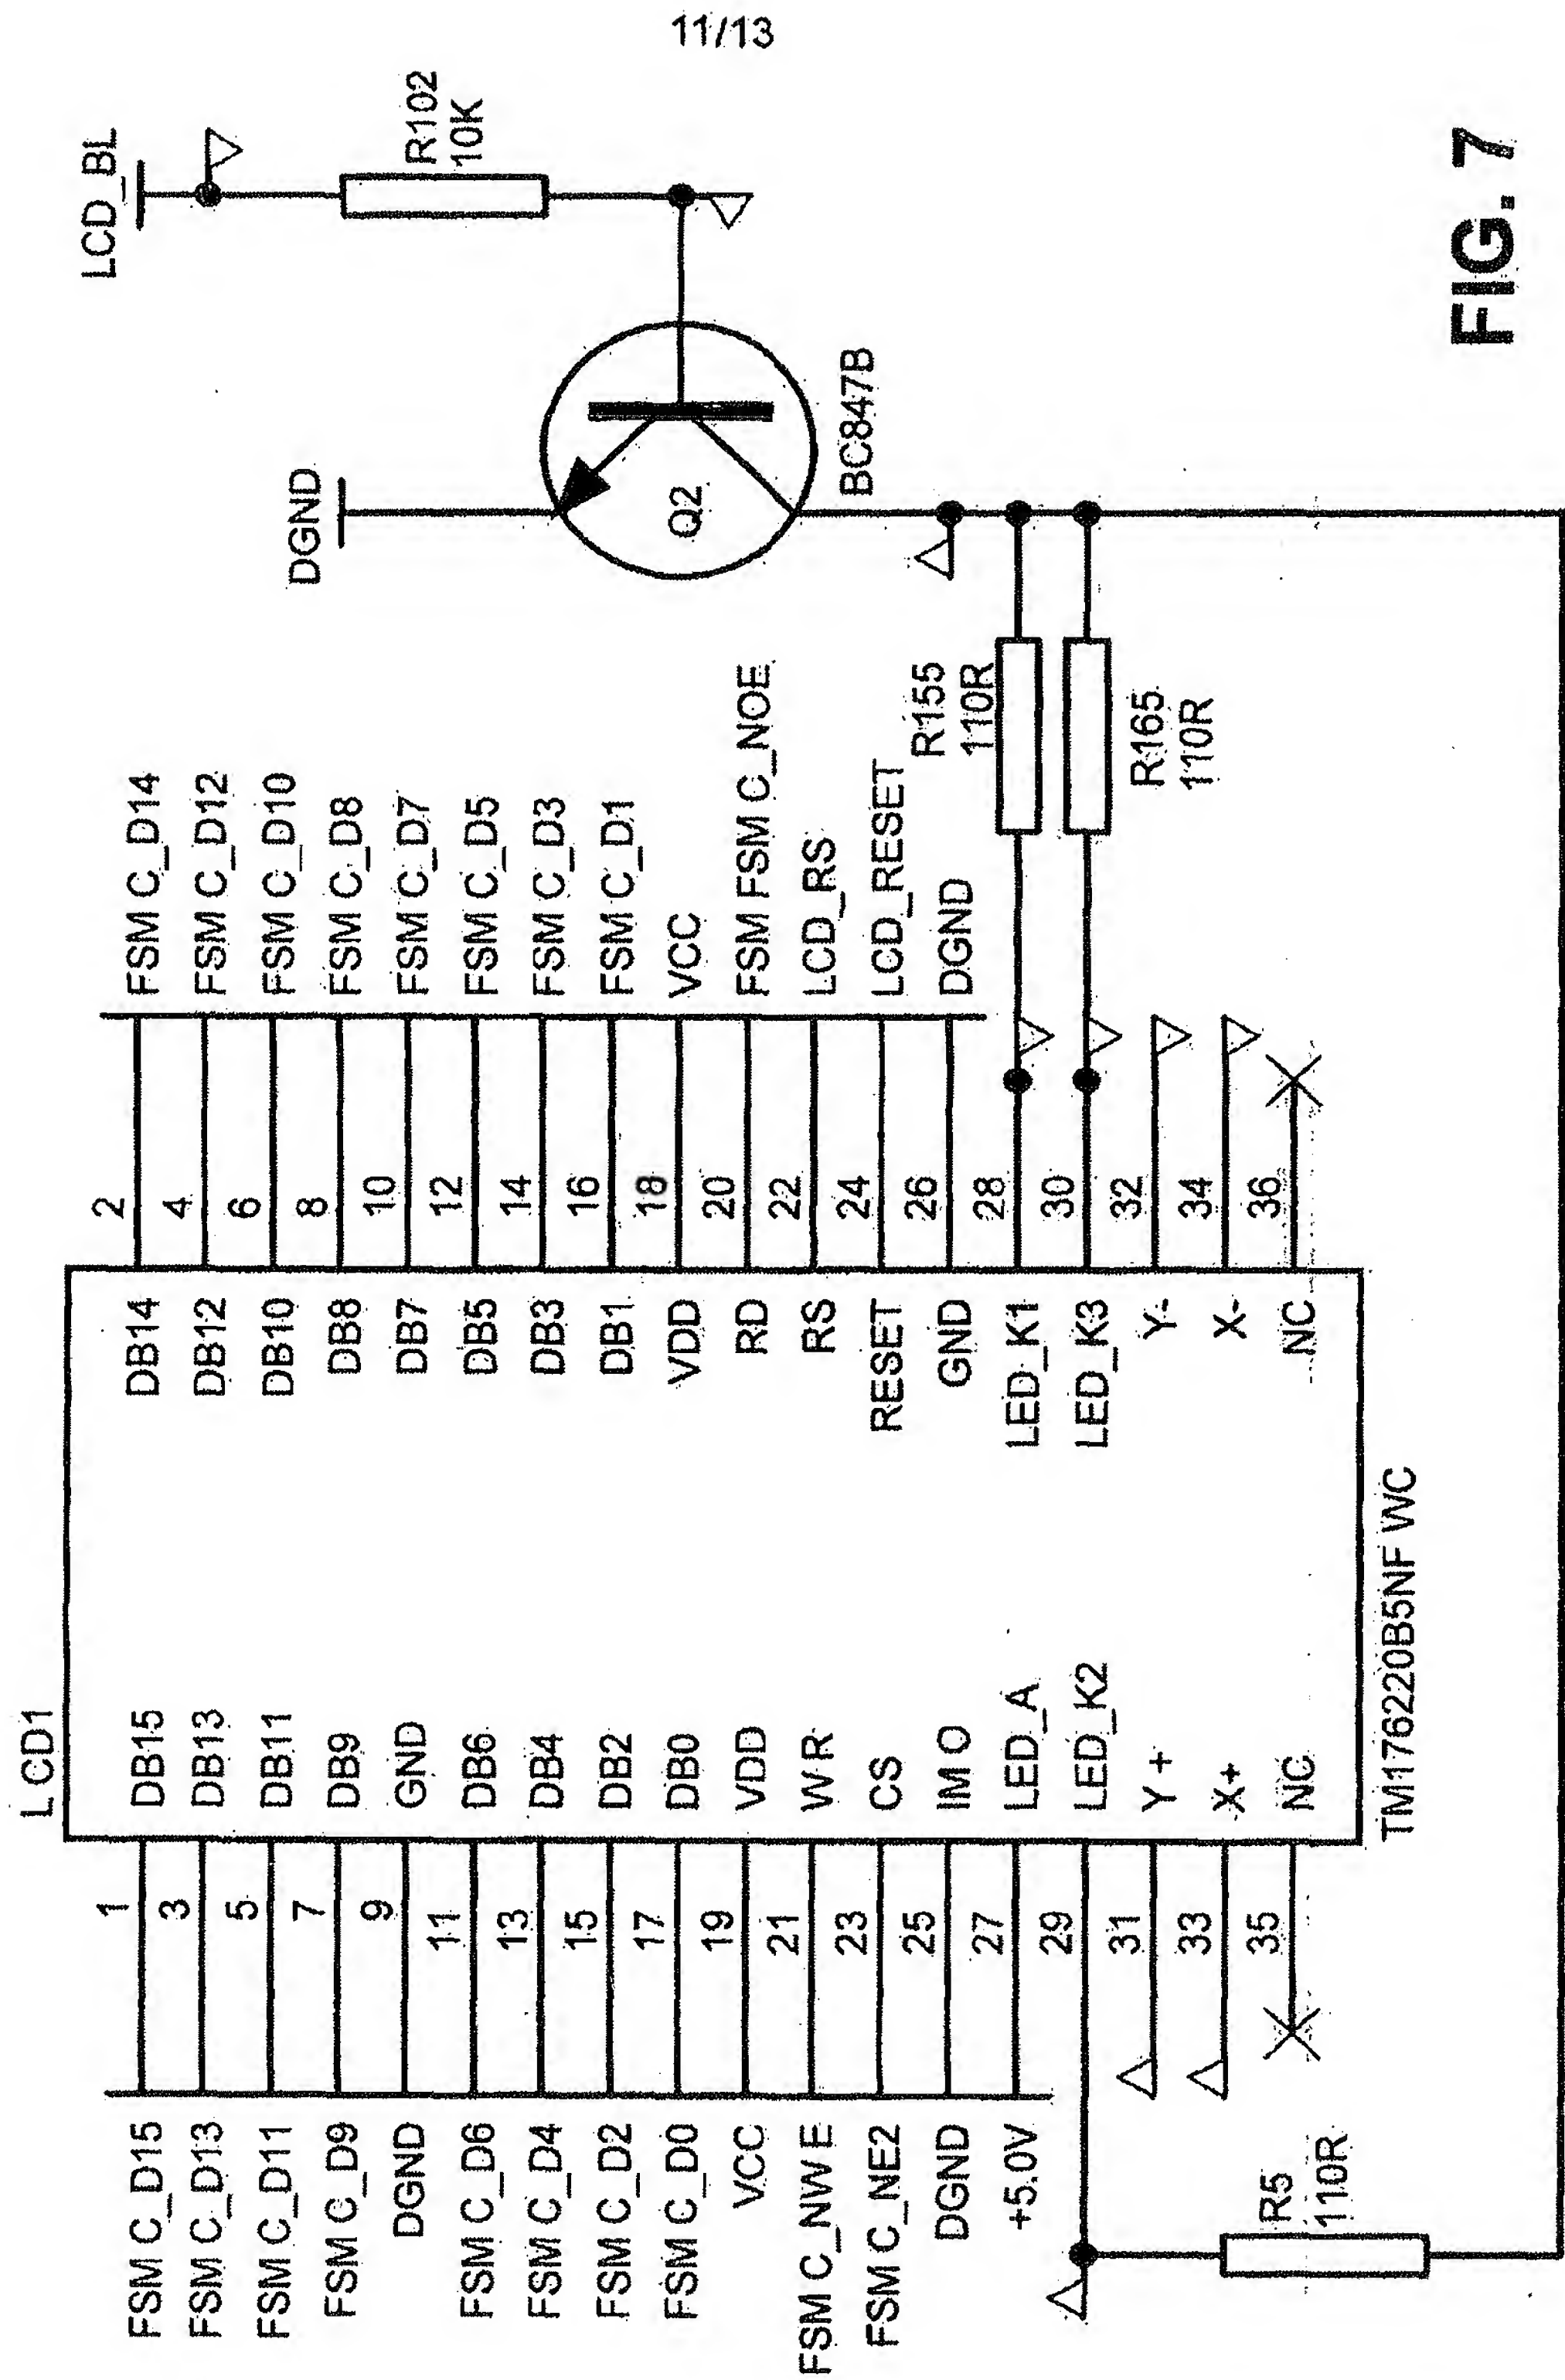 11/13
LCD1
FSM C_D15 1 DB15 DB14 2 FSM C_D14
FSM C_D13 3 DB13 DB12 4 FSM C_D12
FSM C_D11 5 DB11 DB10 6 FSM C_D10
FSM C_D9 7 DB9 DB8 8 FSM C_D8
DGND 9 GND DB7 10 FSM C_D7
FSM C_D6 11 DB6 DB5 12 FSM C_D5
FSM C_D4 13 DB4 DB3 14 FSM C_D3
FSM C_D2 15 DB2 DB1 16 FSM C_D1
FSM C_D0 17 DB0 VDD 18 VCC
VCC 19 VDD RD 20 FSM FSM C_NOE
FSM C_NW E 21 W R RS 22 LCD_RS
FSM C_NE2 23 CS RESET 24 LCD_RESET
DGND 25 IM O GND 26 DGND
+5.0V 27 LED_A LED_K1 28
29 LED_K2 LED_K3 30
31 Y + Y- 32
33 X+ X- 34
35 NC NC 36
TM176220B5NF WC
R5
110R
R155
110R
R165
110R
DGND
Q2
BC847B
LCD_BL
R102
10K
FIG. 7